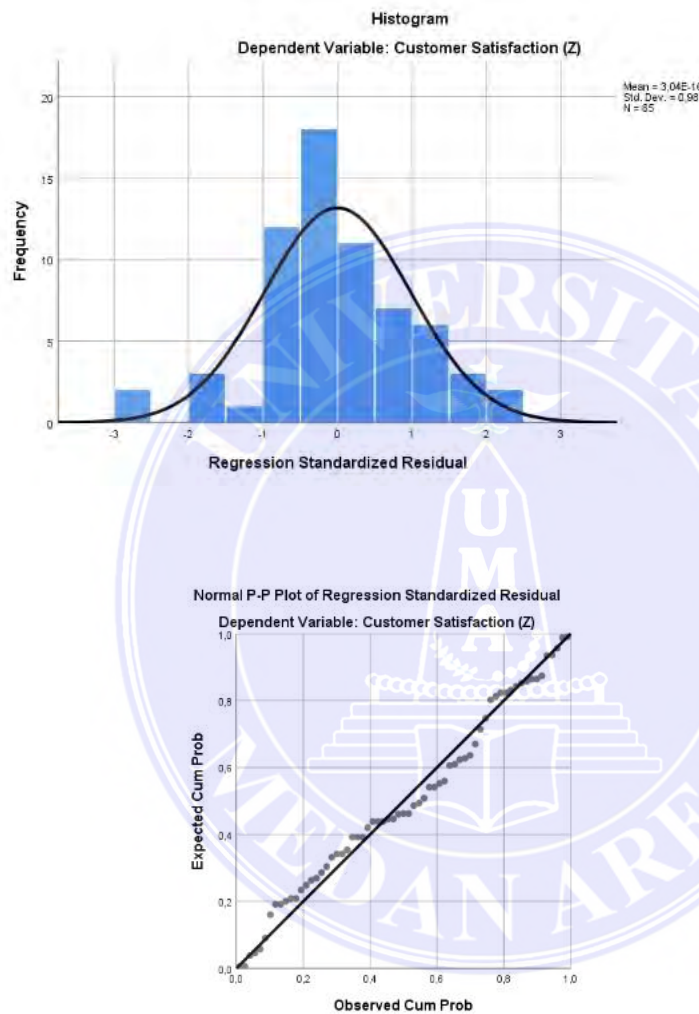 Histogram
Dependent Variable: Customer Satisfaction (Z)
Mean = 3,04E-16
Std. Dev. = 0,98
N = 65
20
15
10
5
0
Frequency
-3 -2 -1 0 1 2 3
Regression Standardized Residual
UNIVERSITA
UMA
MEDAN AREA
Normal P-P Plot of Regression Standardized Residual
Dependent Variable: Customer Satisfaction (Z)
1,0
0,8
0,6
0,4
0,2
0,0
Expected Cum Prob
0,0 0,2 0,4 0,6 0,8 1,0
Observed Cum Prob